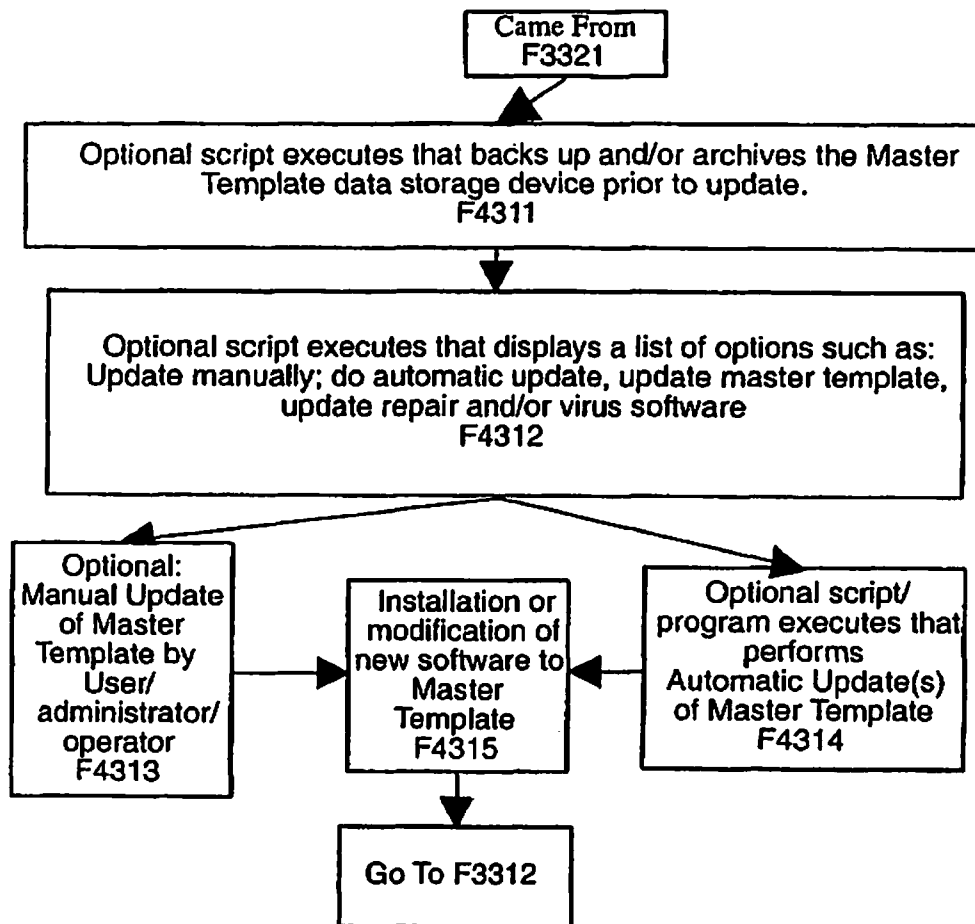 Came From
F3321
Optional script executes that backs up and/or archives the Master
Template data storage device prior to update.
F4311
Optional script executes that displays a list of options such as:
Update manually; do automatic update, update master template,
update repair and/or virus software
F4312
Optional:
Manual Update
of Master
Template by
User/
administrator/
operator
F4313
Installation or
modification of
new software to
Master
Template
F4315
Optional script/
program executes that
performs
Automatic Update(s)
of Master Template
F4314
Go To F3312